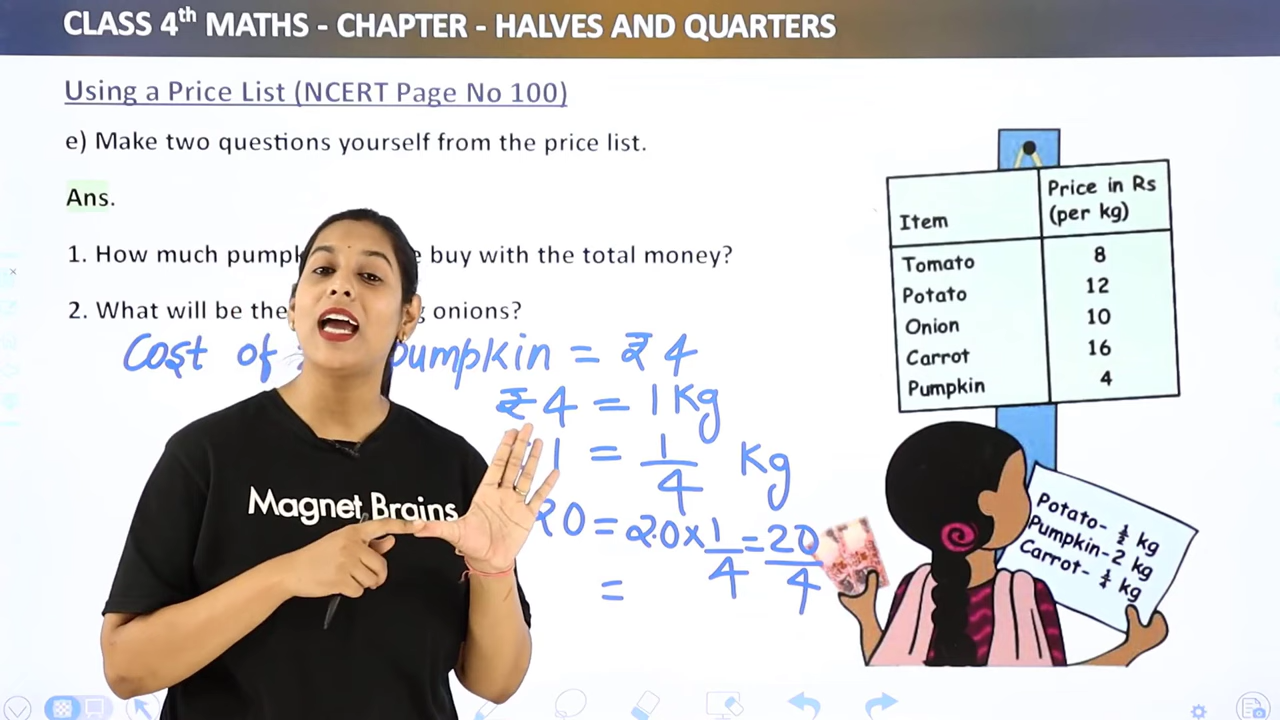 CLASS 4th MATHS - CHAPTER - HALVES AND QUARTERS
Using a Price List (NCERT Page No 100)
e) Make two questions yourself from the price list.
Ans.
1. How much buy with the total money?
2. What will be the onions?
Cost of pumpkin = ₹4
₹4 = 1 Kg
1 = 1/4 Kg
20 = 20 × 1/4 = 20/4
=
Magnet Brains
Item Price in Rs (per kg)
Tomato 8
Potato 12
Onion 10
Carrot 16
Pumpkin 4
Potato- ½ kg
Pumpkin-2 kg
Carrot- kg